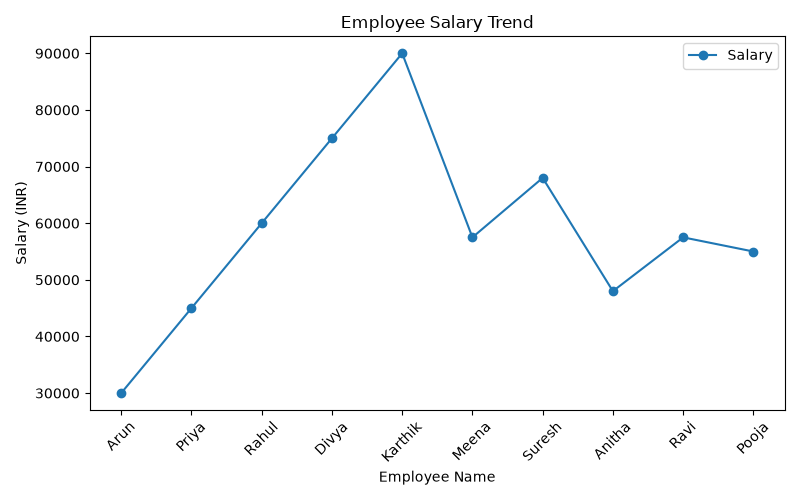 Employee Salary Trend
Salary
90000
80000
70000
60000
50000
40000
30000
Salary (INR)
Arun
Priya
Rahul
Divya
Karthik
Meena
Suresh
Anitha
Ravi
Pooja
Employee Name